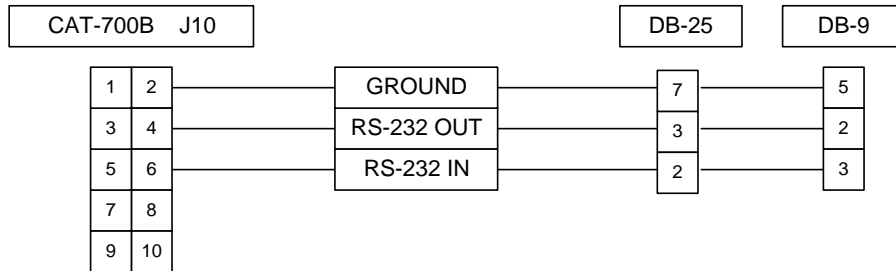 CAT-700B J10 DB-25 DB-9
1 2 GROUND 7 5
3 4 RS-232 OUT 3 2
5 6 RS-232 IN 2 3
7 8
9 10